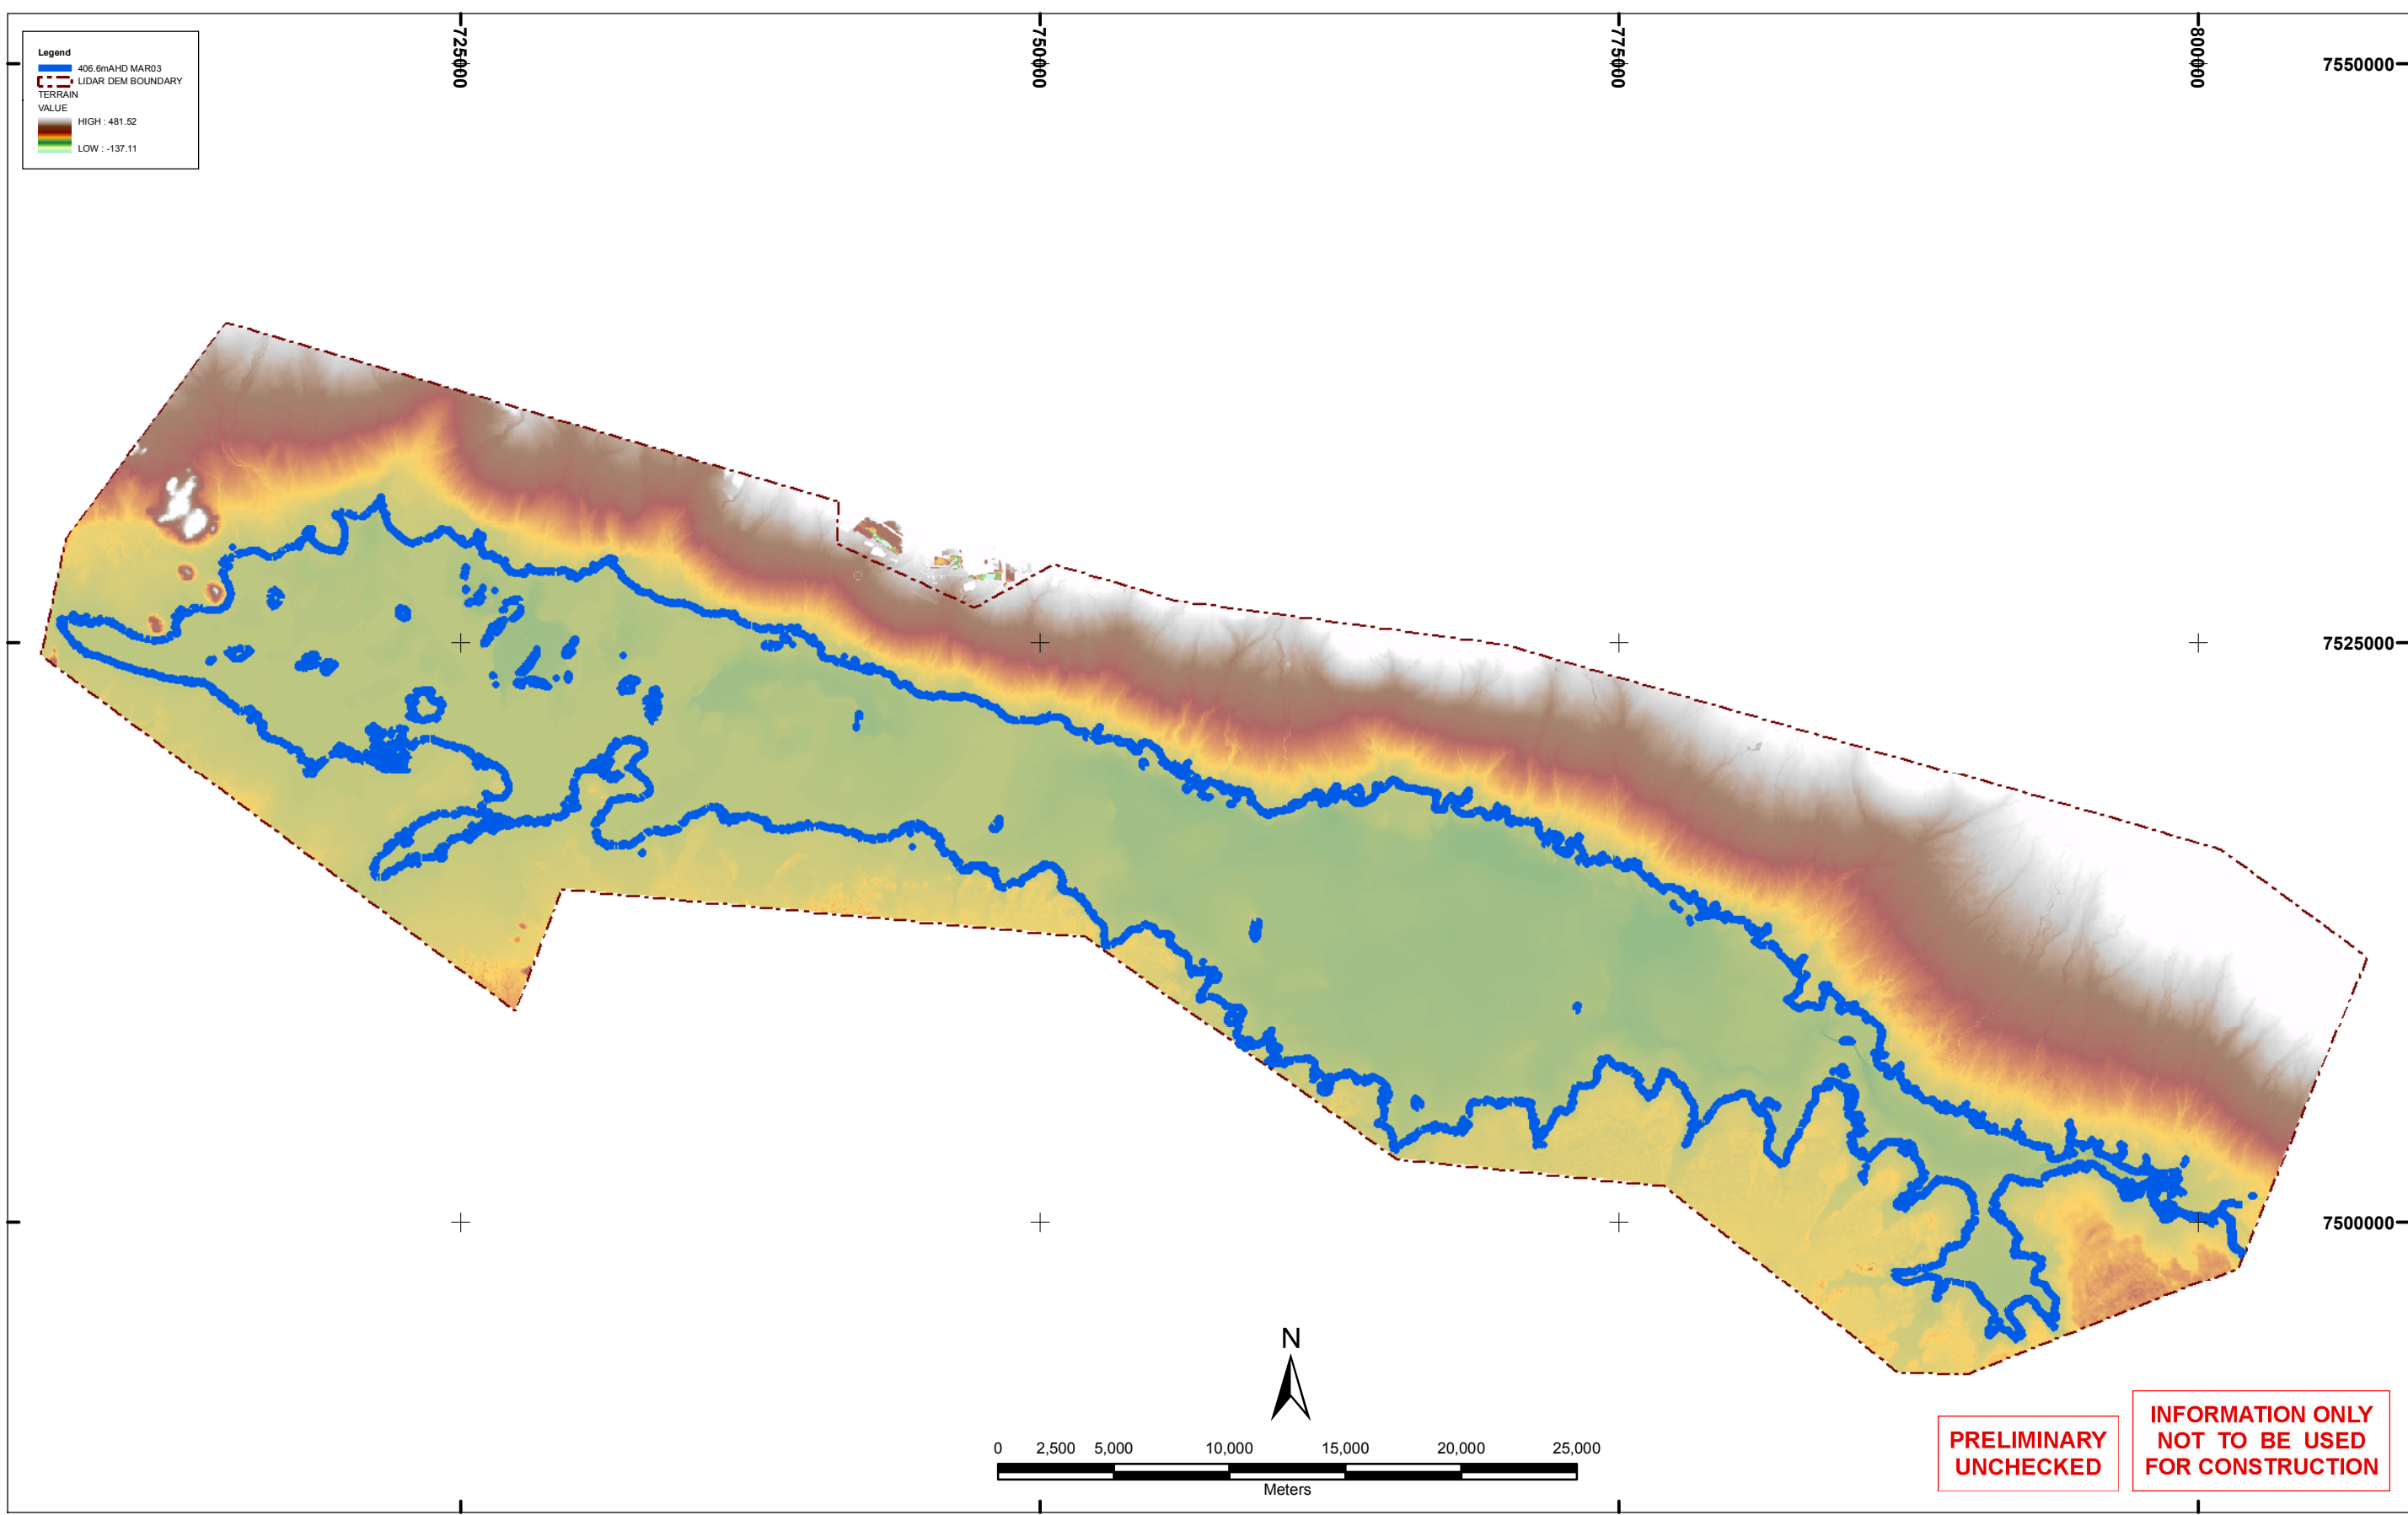 725000
750000
775000
800000
7550000
Legend
406.6mAHD MAR03
LIDAR DEM BOUNDARY
TERRAIN
VALUE
HIGH : 481.52
LOW : -137.11
7525000
7500000
N
0 2,500 5,000 10,000 15,000 20,000 25,000
Meters
PRELIMINARY
UNCHECKED
INFORMATION ONLY
NOT TO BE USED
FOR CONSTRUCTION